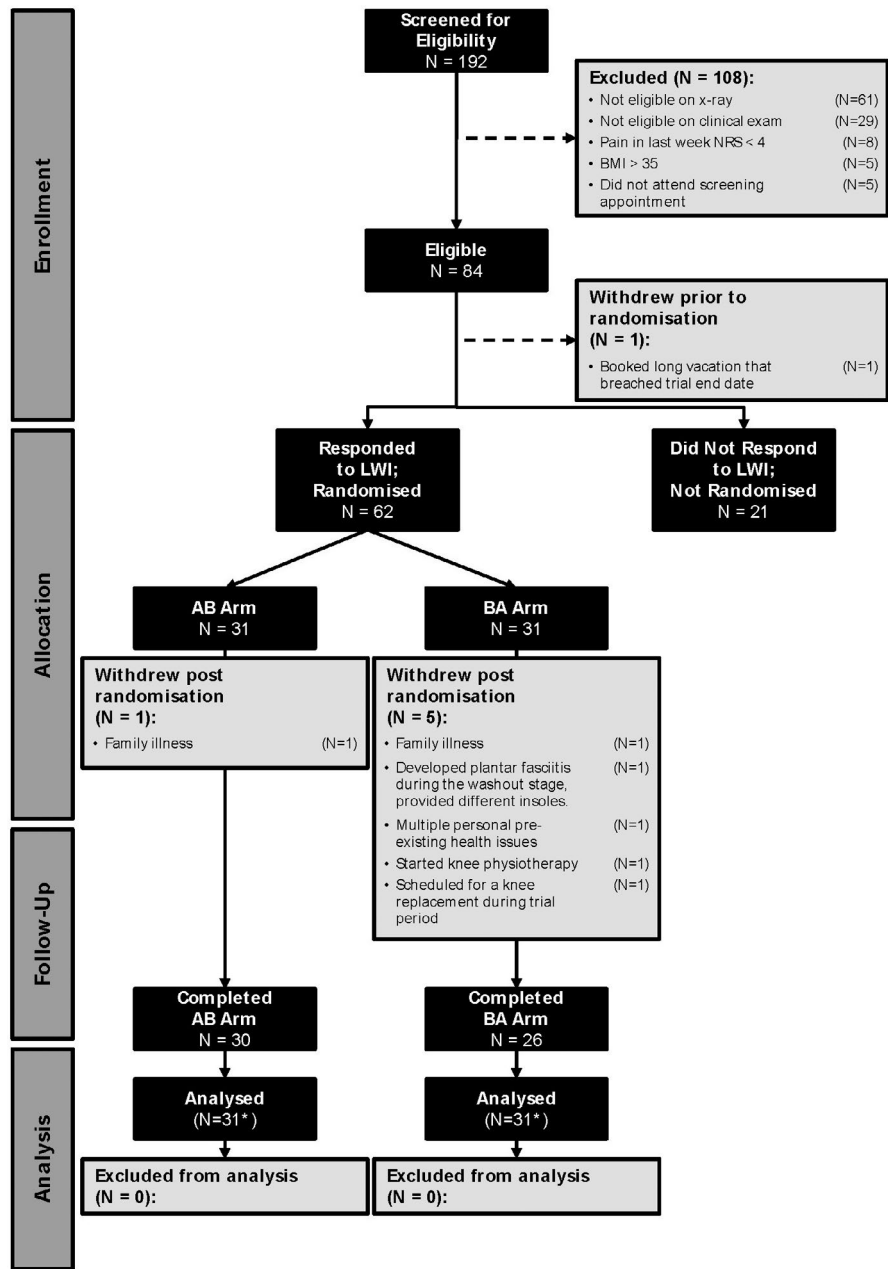 Enrollment
Screened for
Eligibility
N = 192
Excluded (N = 108):
• Not eligible on x-ray (N=61)
• Not eligible on clinical exam (N=29)
• Pain in last week NRS < 4 (N=8)
• BMI > 35 (N=5)
• Did not attend screening (N=5)
appointment
Eligible
N = 84
Withdrew prior to
randomisation
(N = 1):
• Booked long vacation that (N=1)
breached trial end date
Allocation
Responded
to LWI;
Randomised
N = 62
Did Not Respond
to LWI;
Not Randomised
N = 21
AB Arm
N = 31
BA Arm
N = 31
Withdrew post
randomisation
(N = 1):
• Family illness (N=1)
Withdrew post
randomisation
(N = 5):
• Family illness (N=1)
• Developed plantar fasciitis (N=1)
during the washout stage,
provided different insoles.
• Multiple personal pre- (N=1)
existing health issues
• Started knee physiotherapy (N=1)
• Scheduled for a knee (N=1)
replacement during trial
period
Follow-Up
Completed
AB Arm
N = 30
Completed
BA Arm
N = 26
Analysis
Analysed
(N=31*)
Analysed
(N=31*)
Excluded from analysis
(N = 0):
Excluded from analysis
(N = 0):